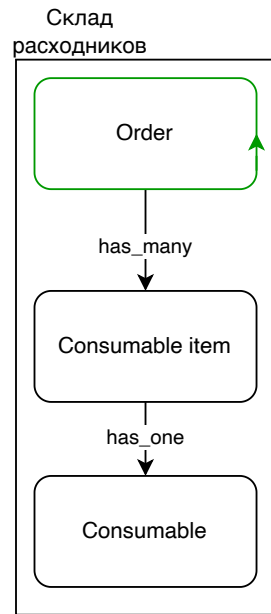 Склад
расходников
Order
has_many
Consumable item
has_one
Consumable